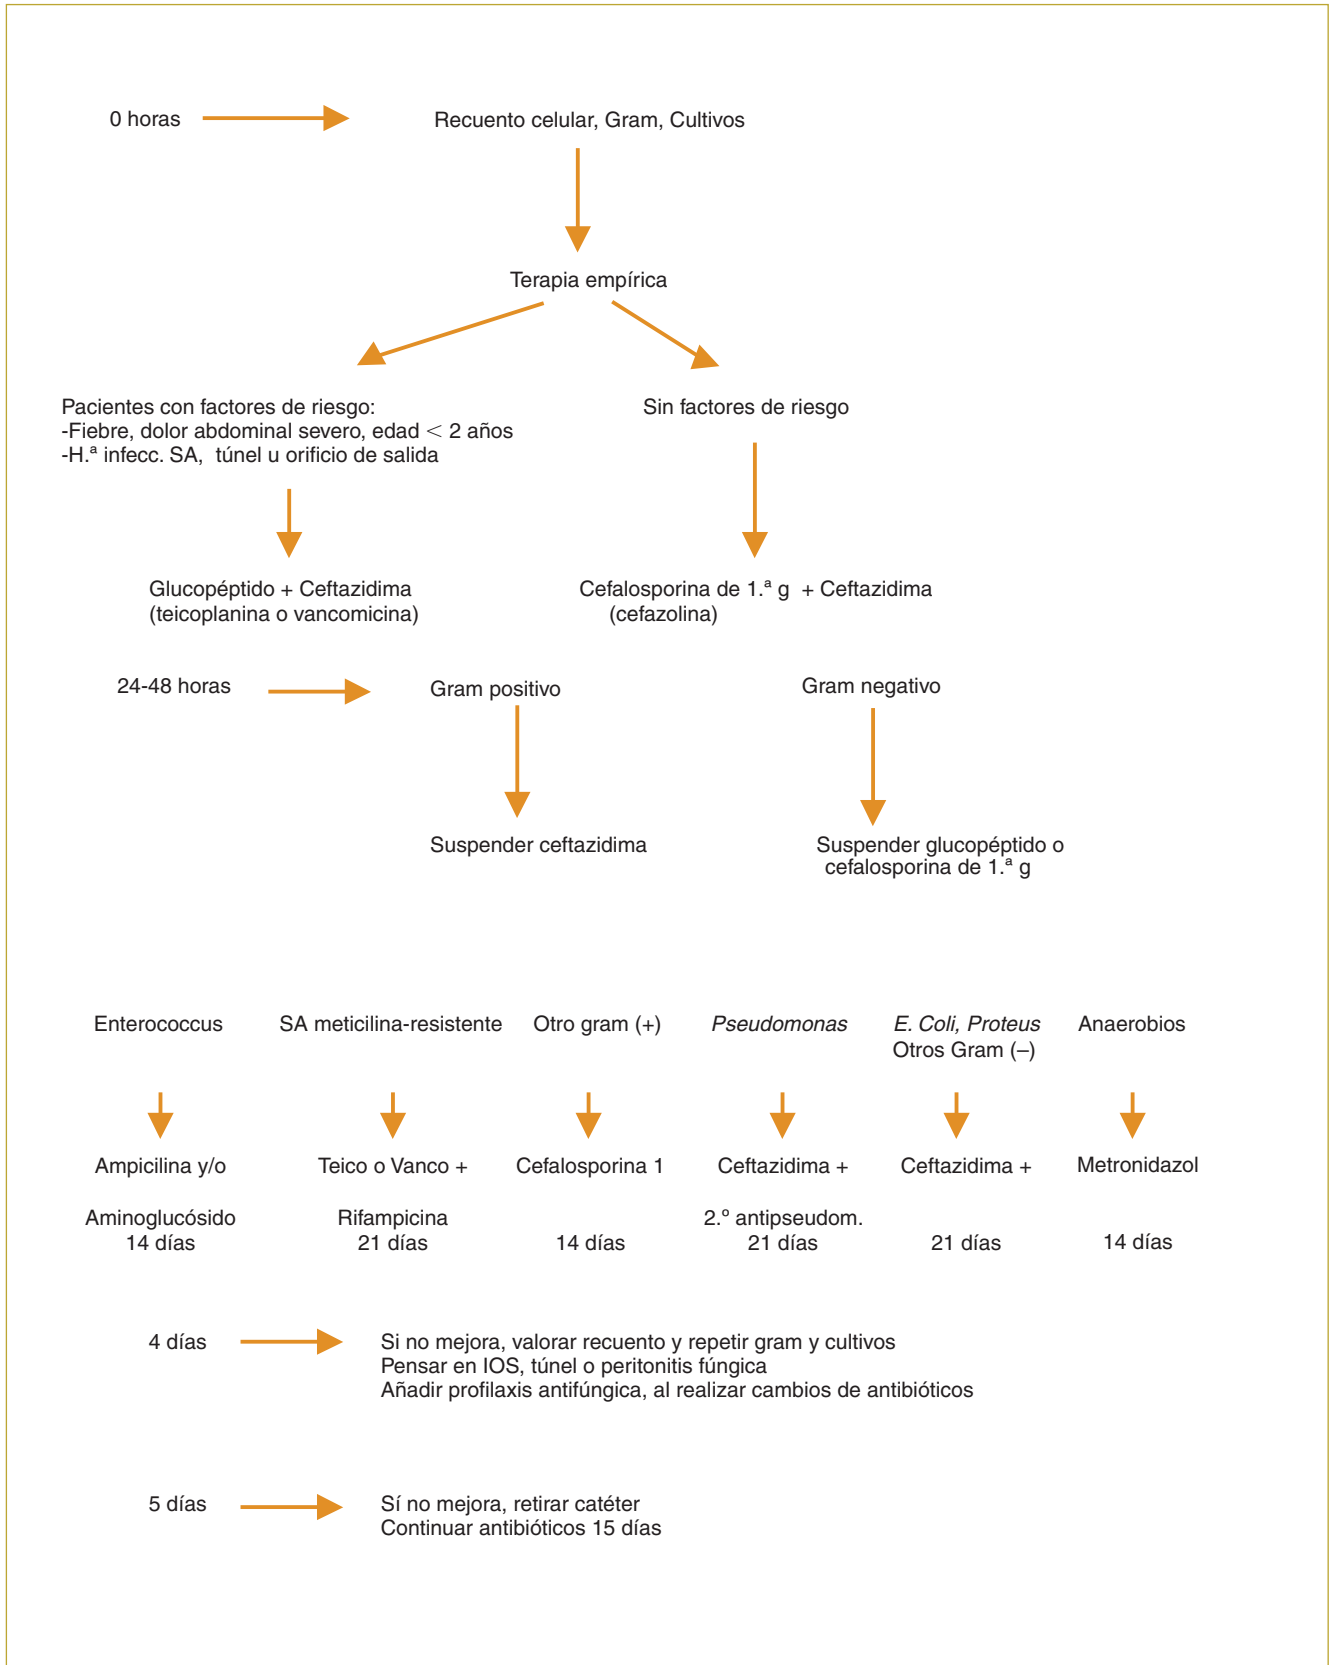 0 horas
Recuento celular, Gram, Cultivos
Terapia empírica
Pacientes con factores de riesgo:
-Fiebre, dolor abdominal severo, edad < 2 años
-H.ª infecc. SA, túnel u orificio de salida
Sin factores de riesgo
Glucopéptido + Ceftazidima
(teicoplanina o vancomicina)
Cefalosporina de 1.ª g + Ceftazidima
(cefazolina)
24-48 horas
Gram positivo
Gram negativo
Suspender ceftazidima
Suspender glucopéptido o
cefalosporina de 1.ª g
Enterococcus
SA meticilina-resistente
Otro gram (+)
Pseudomonas
E. Coli, Proteus
Otros Gram (–)
Anaerobios
Ampicilina y/o
Aminoglucósido
14 días
Teico o Vanco +
Rifampicina
21 días
Cefalosporina 1
14 días
Ceftazidima +
2.º antipseudom.
21 días
Ceftazidima +
21 días
Metronidazol
14 días
4 días
Si no mejora, valorar recuento y repetir gram y cultivos
Pensar en IOS, túnel o peritonitis fúngica
Añadir profilaxis antifúngica, al realizar cambios de antibióticos
5 días
Sí no mejora, retirar catéter
Continuar antibióticos 15 días